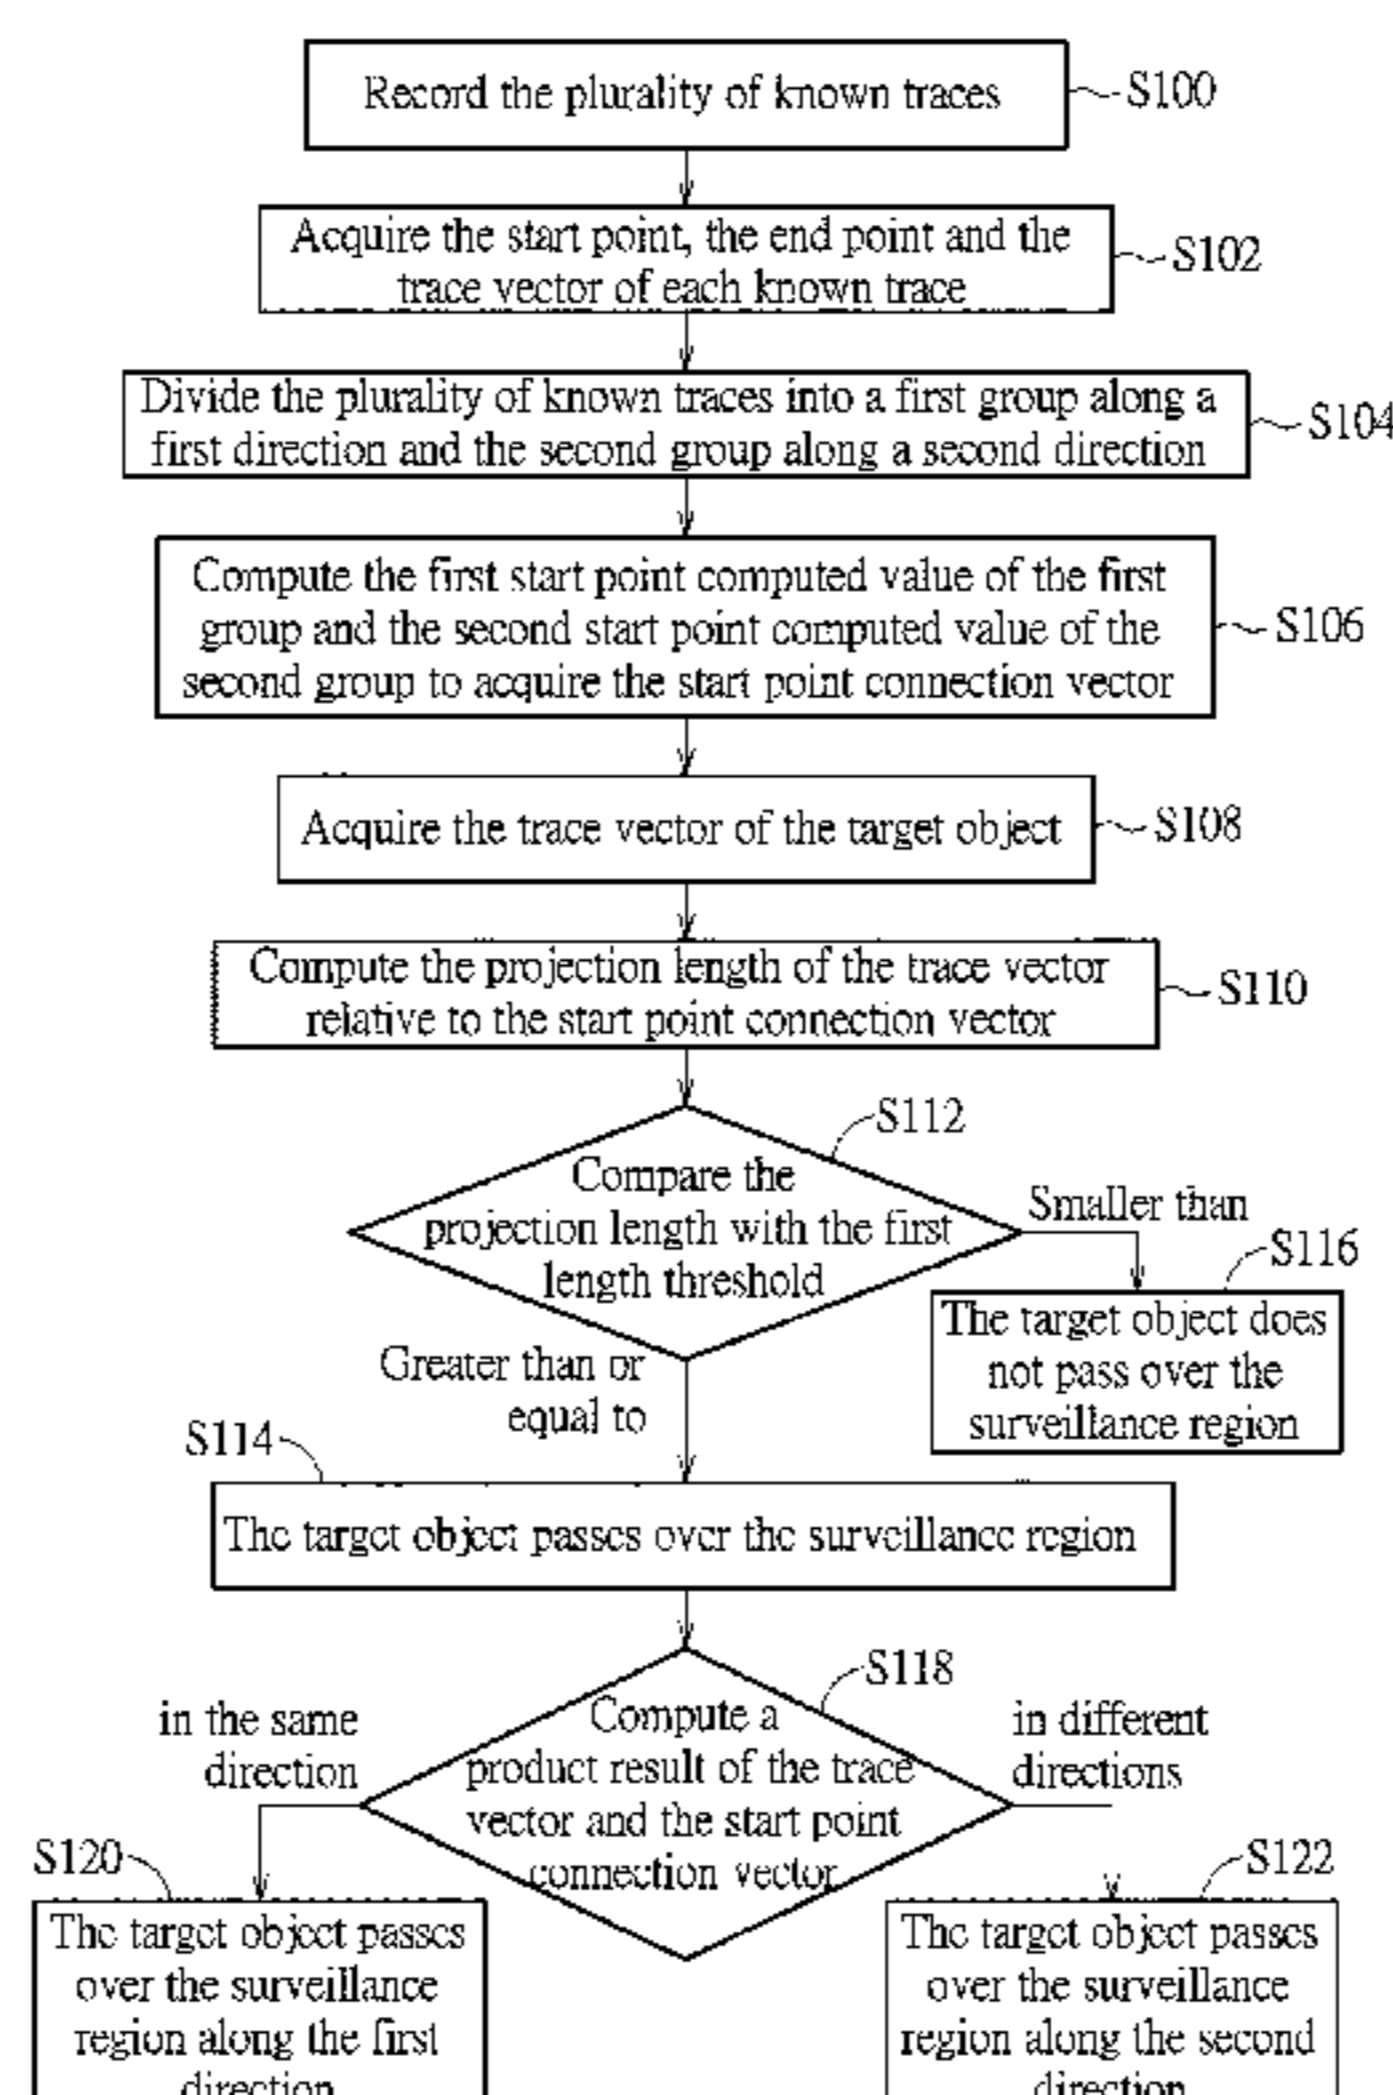 Record the plurality of known traces
S100
Acquire the start point, the end point and the
trace vector of each known trace
S102
Divide the plurality of known traces into a first group along a
first direction and the second group along a second direction
S104
Compute the first start point computed value of the first
group and the second start point computed value of the
second group to acquire the start point connection vector
S106
Acquire the trace vector of the target object
S108
Compute the projection length of the trace vector
relative to the start point connection vector
S110
S112
Compare the
projection length with the first
length threshold
Smaller than
S116
The target object does
not pass over the
surveillance region
Greater than or
equal to
S114
The target object passes over the surveillance region
S118
Compute a
product result of the trace
vector and the start point
connection vector
in the same
direction
in different
directions
S120
The target object passes
over the surveillance
region along the first
direction
S122
The target object passes
over the surveillance
region along the second
direction